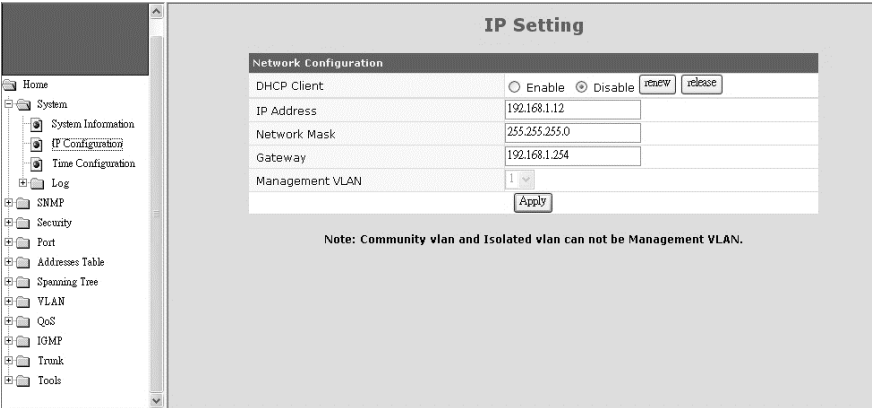 Home
System
System Information
IP Configuration
Time Configuration
Log
SNMP
Security
Port
Addresses Table
Spanning Tree
VLAN
QoS
IGMP
Trunk
Tools
IP Setting
Network Configuration
DHCP Client Enable Disable renew release
IP Address 192.168.1.12
Network Mask 255.255.255.0
Gateway 192.168.1.254
Management VLAN 1
Apply
Note: Community vlan and Isolated vlan can not be Management VLAN.